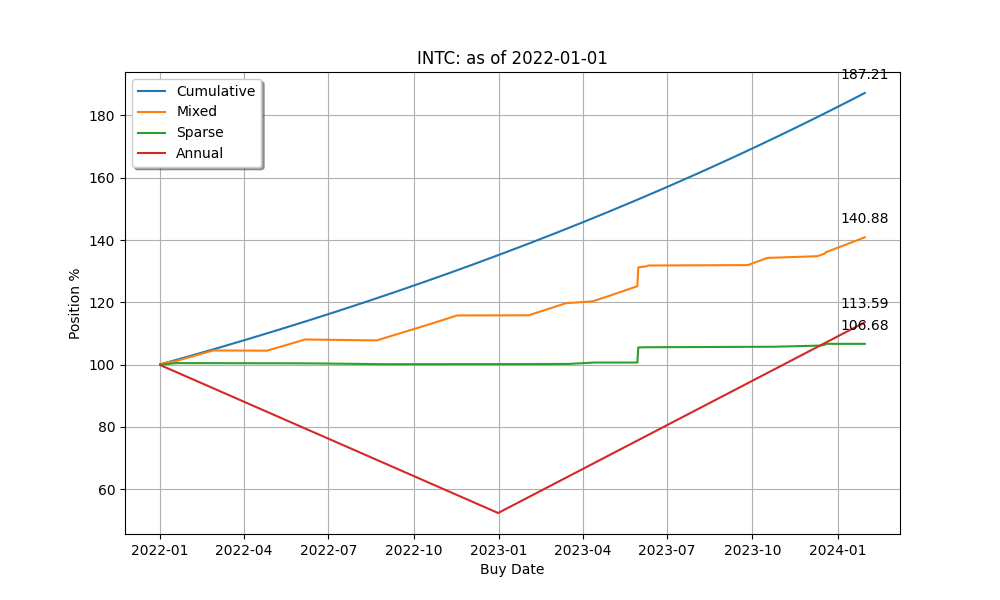 INTC: as of 2022-01-01
187.21
Cumulative
Mixed
Sparse
Annual
180
160
140.88
140
120
113.59
106.68
100
80
60
Position %
2022-01 2022-04 2022-07 2022-10 2023-01 2023-04 2023-07 2023-10 2024-01
Buy Date